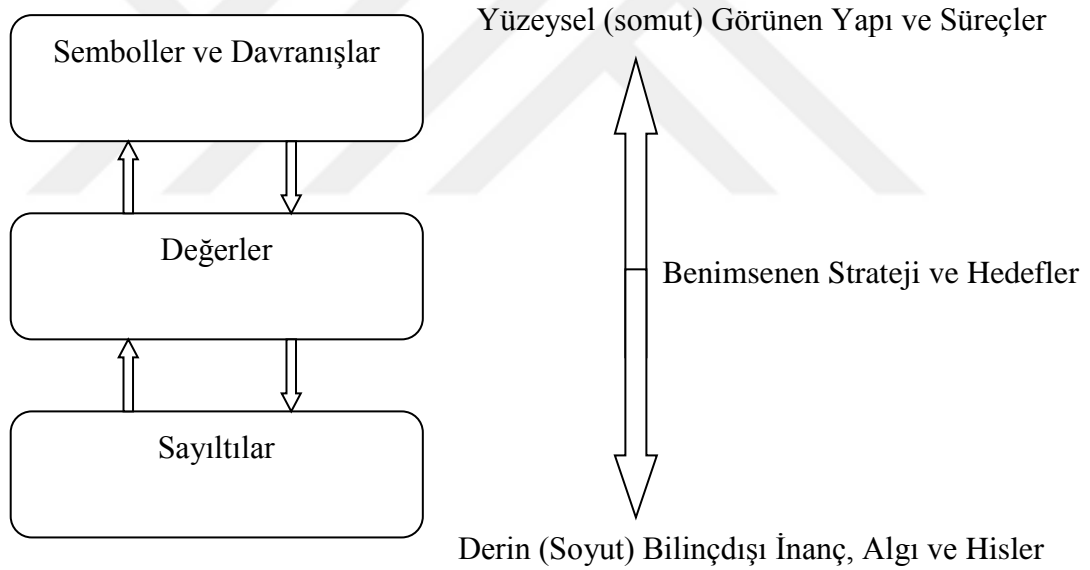 Yüzeysel (somut) Görünen Yapı ve Süreçler
Semboller ve Davranışlar
Değerler
Benimsenen Strateji ve Hedefler
Sayıltılar
Derin (Soyut) Bilinçdışı İnanç, Algı ve Hisler